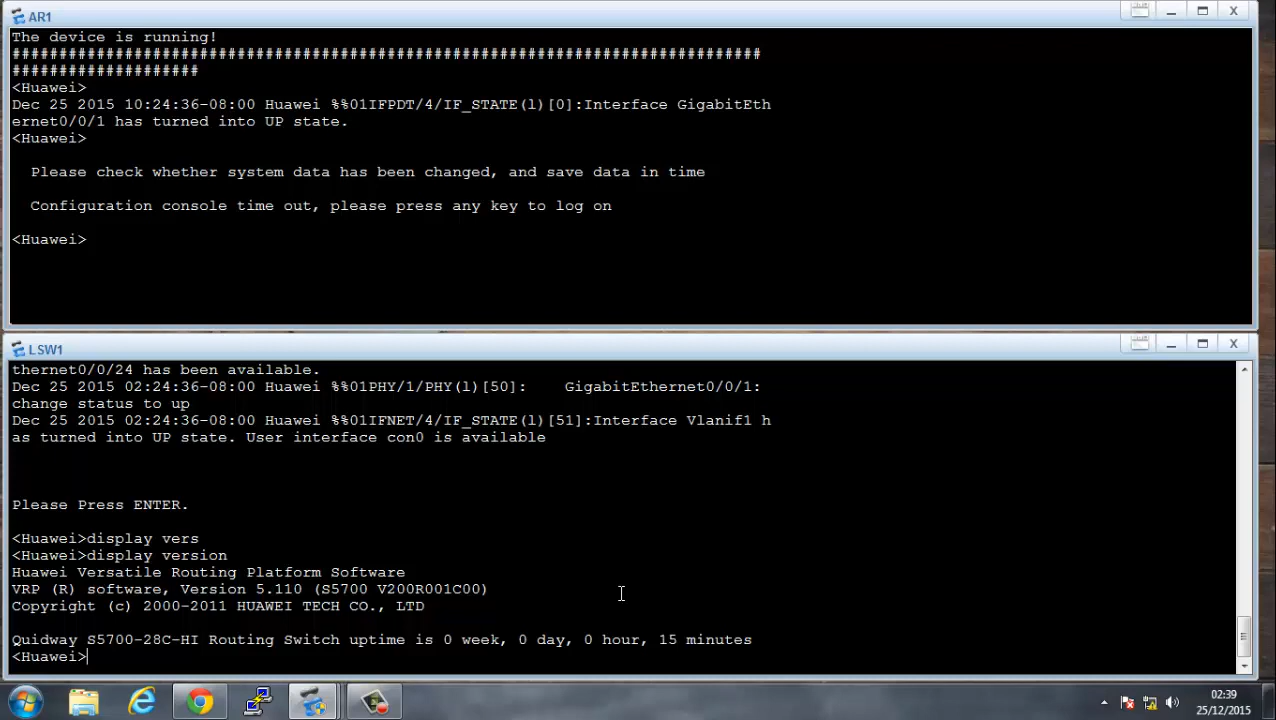 AR1
The device is running!
################################################################################
####################
<Huawei>
Dec 25 2015 10:24:36-08:00 Huawei %%01IFPDT/4/IF_STATE(l)[0]:Interface GigabitEth
ernet0/0/1 has turned into UP state.
<Huawei>
Please check whether system data has been changed, and save data in time
Configuration console time out, please press any key to log on
<Huawei>
LSW1
thernet0/0/24 has been available.
Dec 25 2015 02:24:36-08:00 Huawei %%01PHY/1/PHY(l)[50]:    GigabitEthernet0/0/1:
change status to up
Dec 25 2015 02:24:36-08:00 Huawei %%01IFNET/4/IF_STATE(l)[51]:Interface Vlanif1 h
as turned into UP state. User interface con0 is available
Please Press ENTER.
<Huawei>display vers
<Huawei>display version
Huawei Versatile Routing Platform Software
VRP (R) software, Version 5.110 (S5700 V200R001C00)
Copyright (c) 2000-2011 HUAWEI TECH CO., LTD
Quidway S5700-28C-HI Routing Switch uptime is 0 week, 0 day, 0 hour, 15 minutes
<Huawei>
02:39
25/12/2015